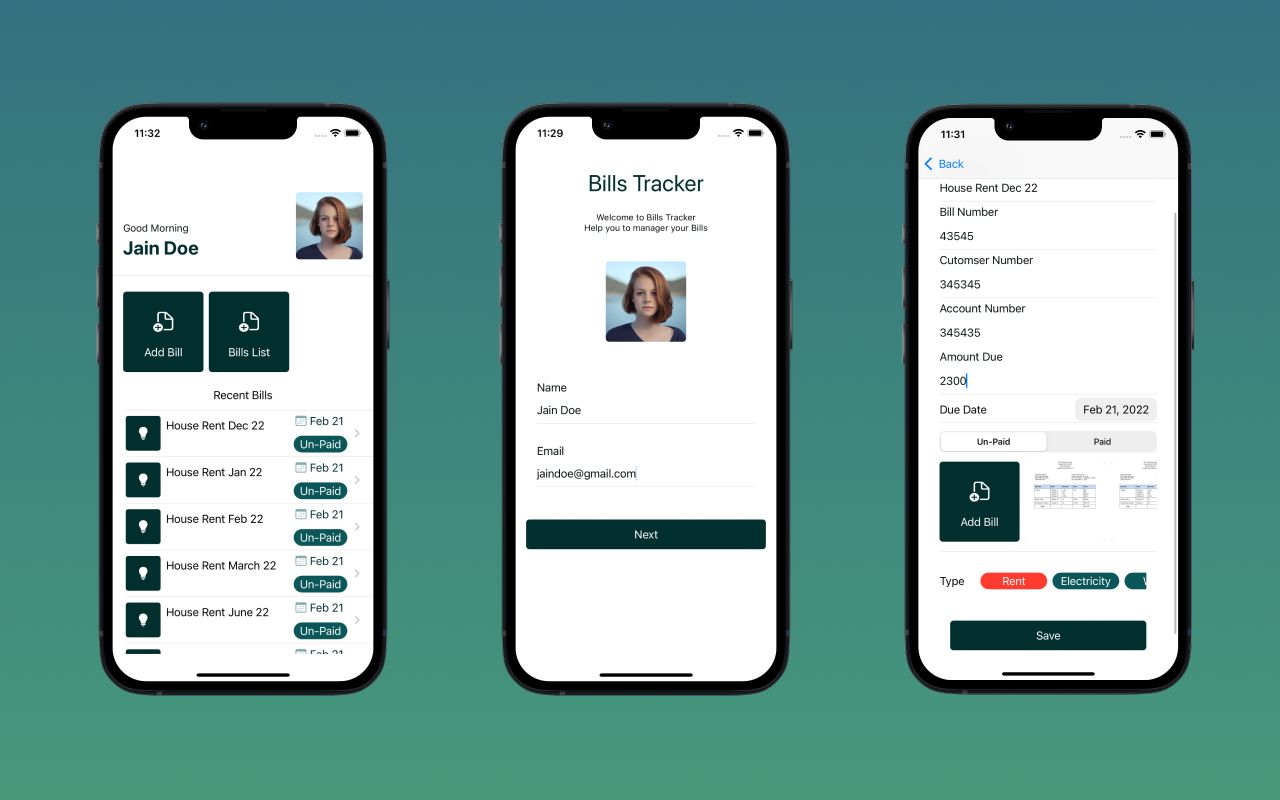 11:32
Good Morning
Jain Doe
Add Bill
Bills List
Recent Bills
House Rent Dec 22
Feb 21
Un-Paid
House Rent Jan 22
Feb 21
Un-Paid
House Rent Feb 22
Feb 21
Un-Paid
House Rent March 22
Feb 21
Un-Paid
House Rent June 22
Feb 21
Un-Paid
Feb 21
11:29
Bills Tracker
Welcome to Bills Tracker
Help you to manager your Bills
Name
Jain Doe
Email
jaindoe@gmail.com
Next
11:31
Back
House Rent Dec 22
Bill Number
43545
Cutomser Number
345345
Account Number
345435
Amount Due
2300
Due Date
Feb 21, 2022
Un-Paid
Paid
Add Bill
Type
Rent
Electricity
Save